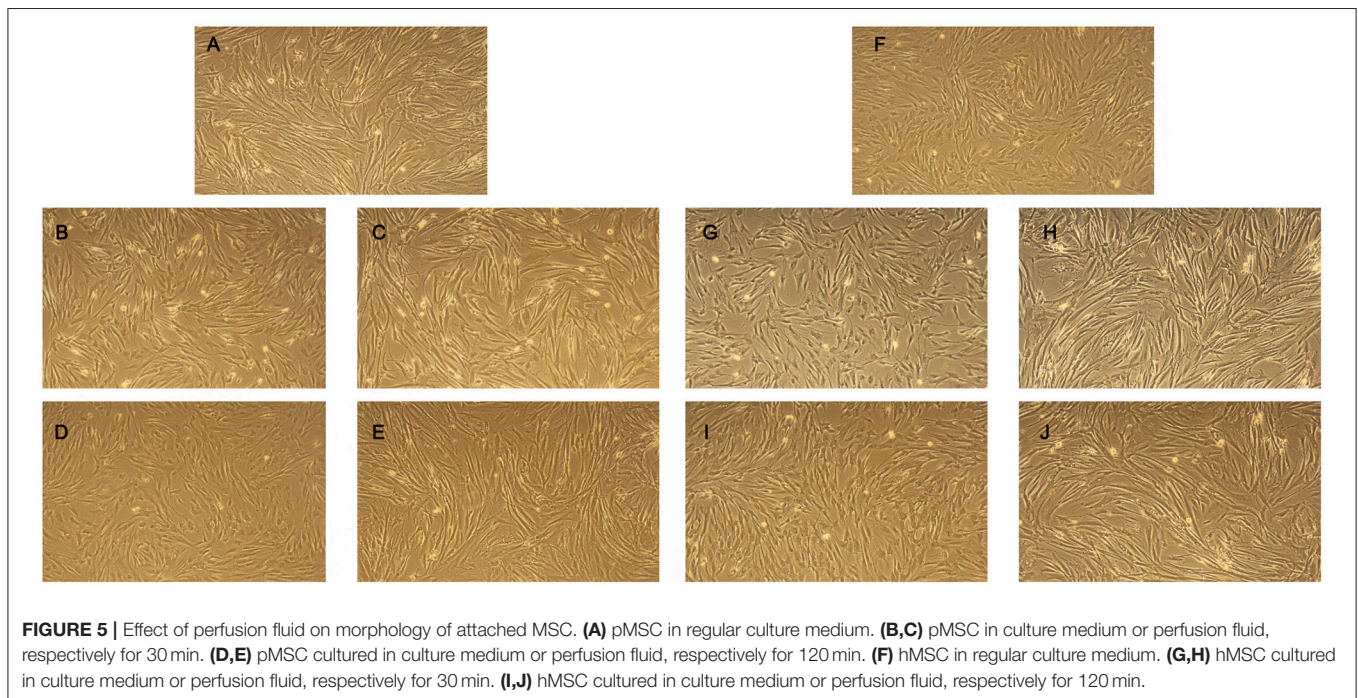 A
F
B
C
G
H
D
E
I
J
FIGURE 5 | Effect of perfusion fluid on morphology of attached MSC. (A) pMSC in regular culture medium. (B,C) pMSC in culture medium or perfusion fluid,
respectively for 30 min. (D,E) pMSC cultured in culture medium or perfusion fluid, respectively for 120 min. (F) hMSC in regular culture medium. (G,H) hMSC cultured
in culture medium or perfusion fluid, respectively for 30 min. (I,J) hMSC cultured in culture medium or perfusion fluid, respectively for 120 min.